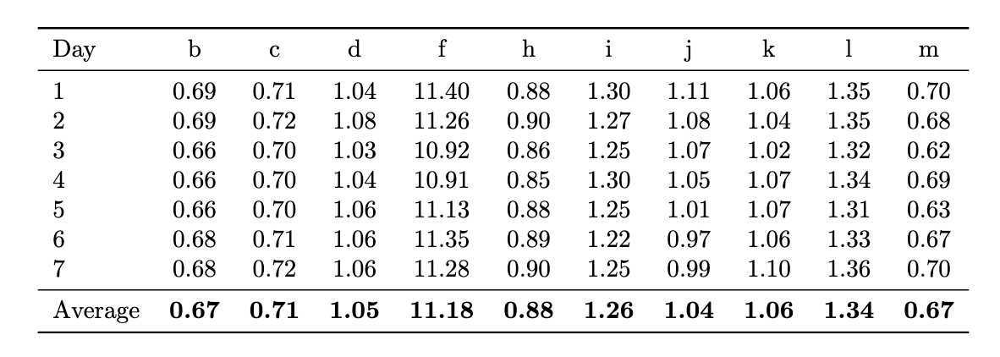 Day b c d f h i j k l m
1 0.69 0.71 1.04 11.40 0.88 1.30 1.11 1.06 1.35 0.70
2 0.69 0.72 1.08 11.26 0.90 1.27 1.08 1.04 1.35 0.68
3 0.66 0.70 1.03 10.92 0.86 1.25 1.07 1.02 1.32 0.62
4 0.66 0.70 1.04 10.91 0.85 1.30 1.05 1.07 1.34 0.69
5 0.66 0.70 1.06 11.13 0.88 1.25 1.01 1.07 1.31 0.63
6 0.68 0.71 1.06 11.35 0.89 1.22 0.97 1.06 1.33 0.67
7 0.68 0.72 1.06 11.28 0.90 1.25 0.99 1.10 1.36 0.70
Average 0.67 0.71 1.05 11.18 0.88 1.26 1.04 1.06 1.34 0.67